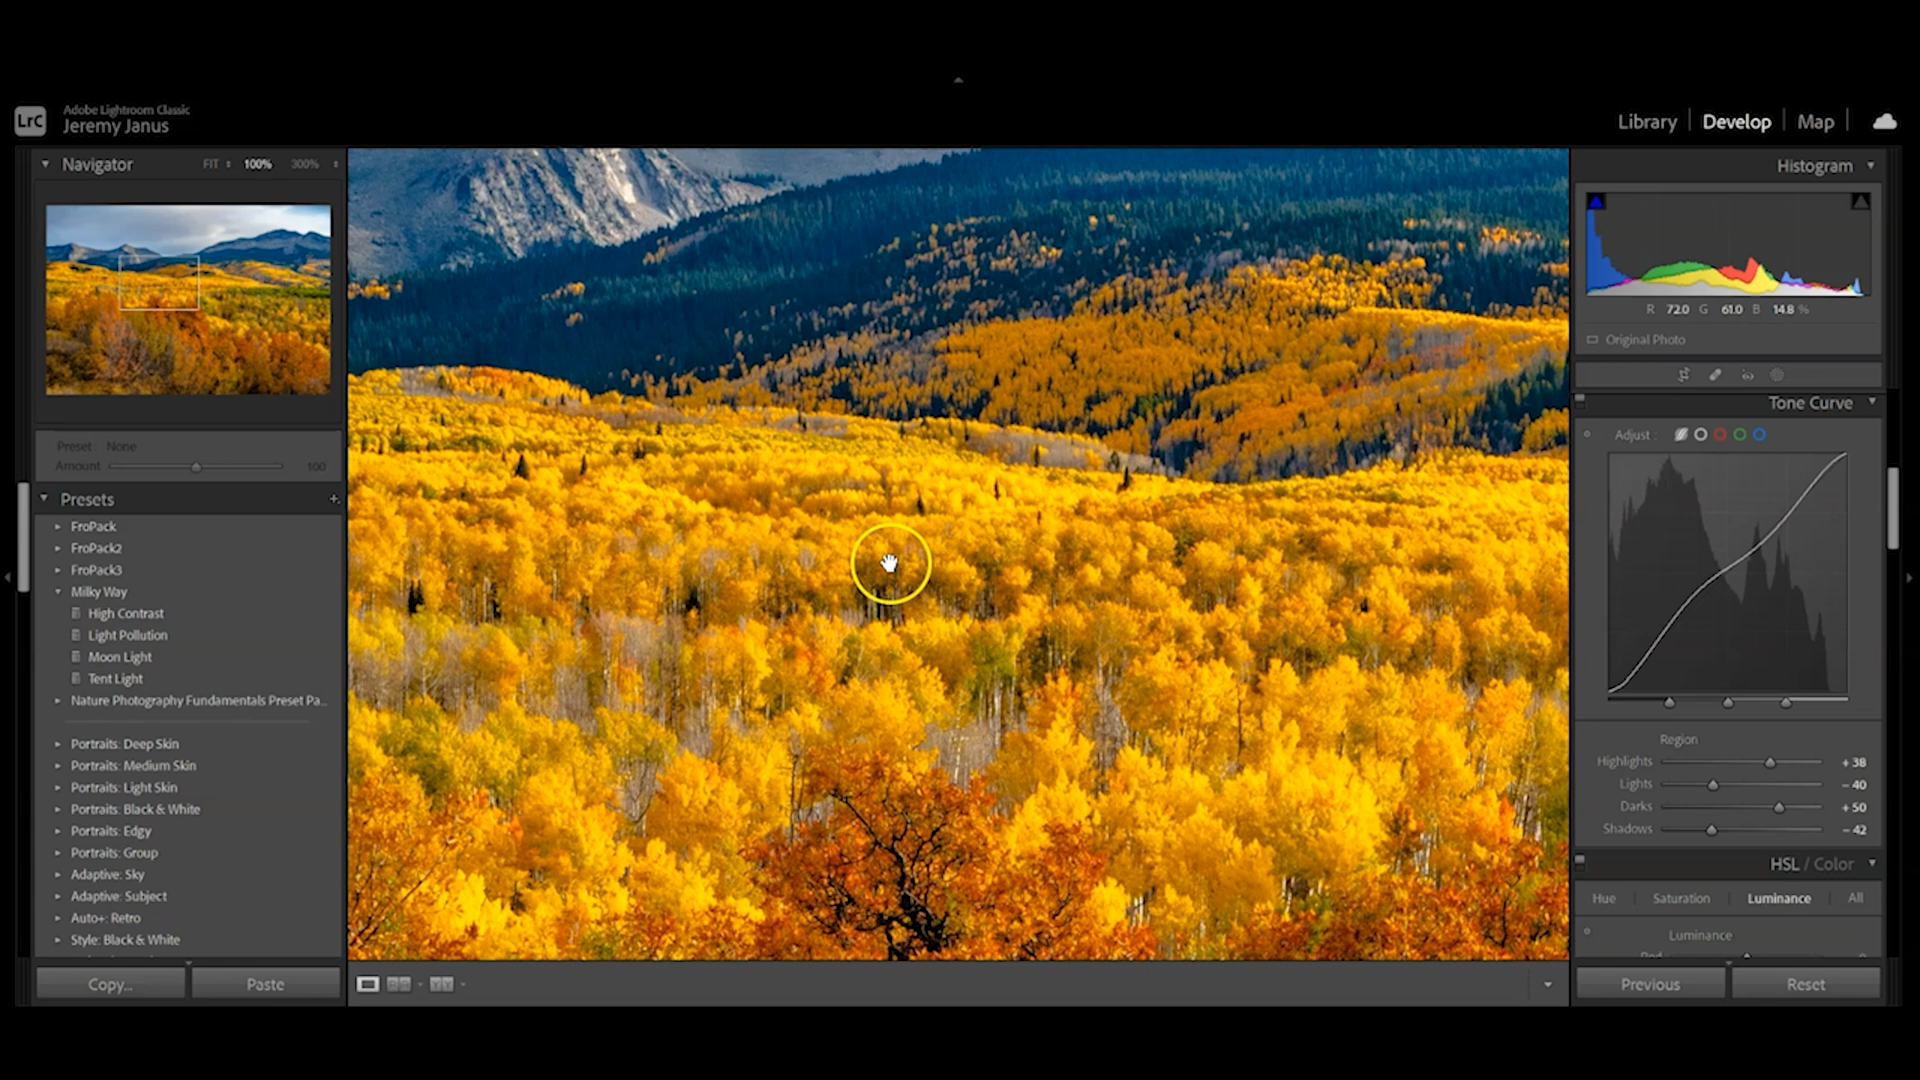 LrC
Adobe Lightroom Classic
Jeremy Janus
Library | Develop | Map |
Navigator FIT 100% 300%
Preset: None
Amount 100
Presets +
FroPack
FroPack2
FroPack3
Milky Way
High Contrast
Light Pollution
Moon Light
Tent Light
Nature Photography Fundamentals Preset Pa...
Portraits: Deep Skin
Portraits: Medium Skin
Portraits: Light Skin
Portraits: Black & White
Portraits: Edgy
Portraits: Group
Adaptive: Sky
Adaptive: Subject
Auto+: Retro
Style: Black & White
Copy... Paste
Histogram
R 72.0 G 61.0 B 14.8 %
Original Photo
Tone Curve
Adjust :
Region
Highlights + 38
Lights - 40
Darks + 50
Shadows - 42
HSL / Color
Hue Saturation Luminance All
Luminance
Previous Reset